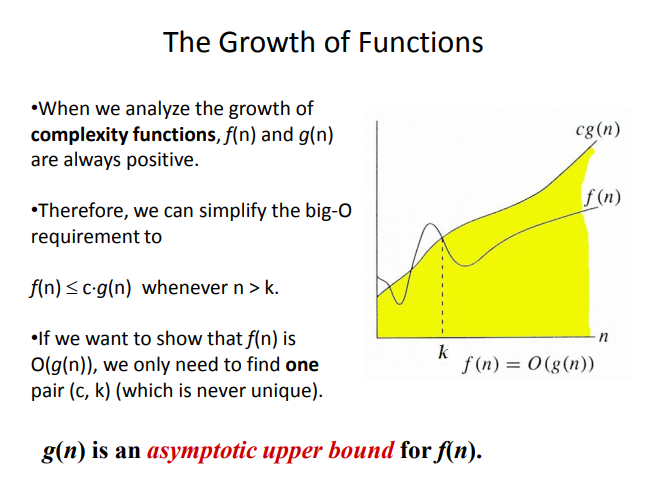 The Growth of Functions
•When we analyze the growth of
complexity functions, f(n) and g(n)
are always positive.
•Therefore, we can simplify the big-O
requirement to
f(n) ≤ c·g(n) whenever n > k.
•If we want to show that f(n) is
O(g(n)), we only need to find one
pair (c, k) (which is never unique).
cg(n)
f(n)
n
k
f(n) = O(g(n))
g(n) is an asymptotic upper bound for f(n).